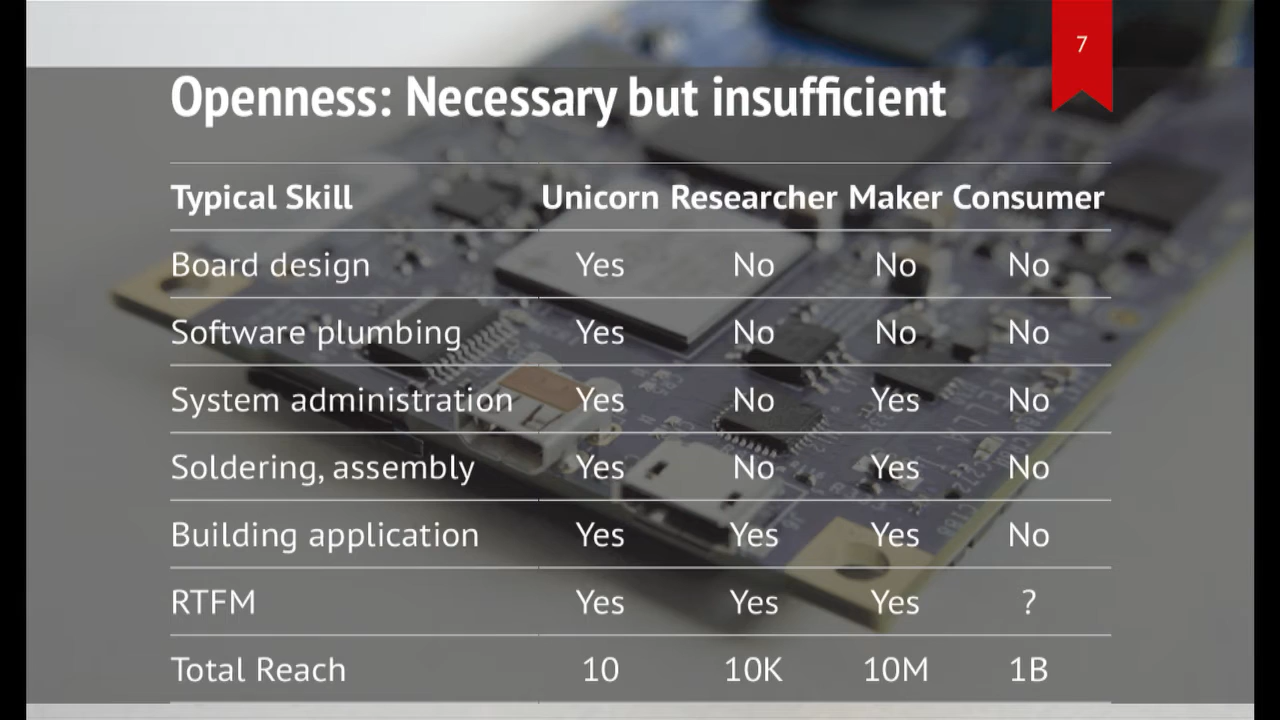 7
Openness: Necessary but insufficient
Typical Skill Unicorn Researcher Maker Consumer
Board design Yes No No No
Software plumbing Yes No No No
System administration Yes No Yes No
Soldering, assembly Yes No Yes No
Building application Yes Yes Yes No
RTFM Yes Yes Yes ?
Total Reach 10 10K 10M 1B